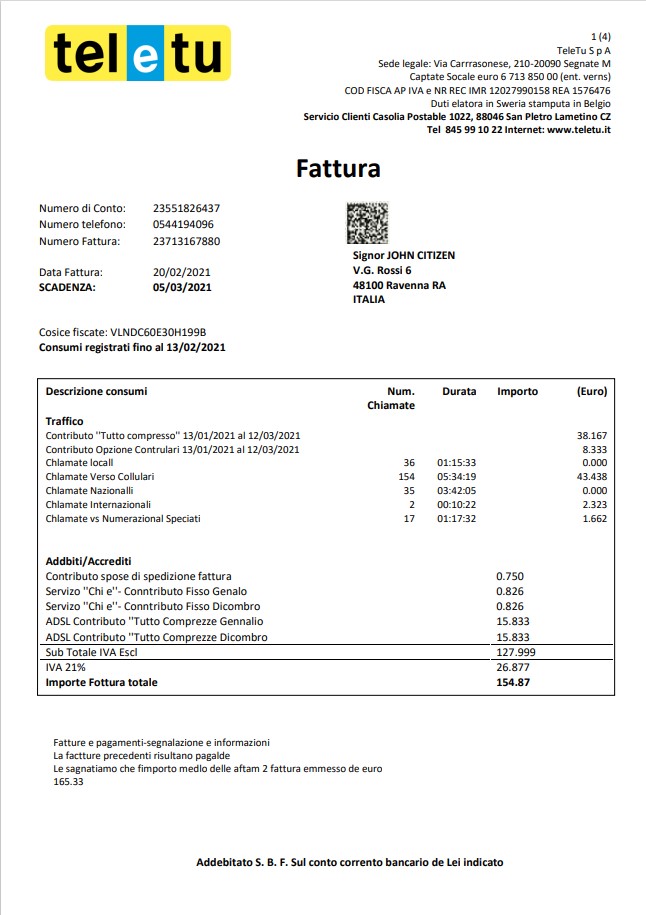 teletu
1 (4)
TeleTu S p A
Sede legale: Via Carrrasonese, 210-20090 Segnate M
Captate Socale euro 6 713 850 00 (ent. verns)
COD FISCA AP IVA e NR REC IMR 12027990158 REA 1576476
Duti elatora in Sweria stamputa in Belgio
Servizio Clienti Casolia Postable 1022, 88046 San Pletro Lametino CZ
Tel 845 99 10 22 Internet: www.teletu.it
Fattura
Numero di Conto: 23551826437
Numero telefono: 0544194096
Numero Fattura: 23713167880
Data Fattura: 20/02/2021
SCADENZA: 05/03/2021
Signor JOHN CITIZEN
V.G. Rossi 6
48100 Ravenna RA
ITALIA
Cosice fiscate: VLNDC60E30H199B
Consumi registrati fino al 13/02/2021
Descrizione consumi Num. Chiamate Durata Importo (Euro)
Traffico
Contributo "Tutto compresso" 13/01/2021 al 12/03/2021 38.167
Contributo Opzione Contrulari 13/01/2021 al 12/03/2021 8.333
Chlamate locall 36 01:15:33 0.000
Chlamate Verso Collulari 154 05:34:19 43.438
Chlamate Nazionalli 35 03:42:05 0.000
Chlamate Internazionali 2 00:10:22 2.323
Chlamate vs Numerazional Speciati 17 01:17:32 1.662
Addbiti/Accrediti
Contributo spose di spedizione fattura 0.750
Servizo "Chi e"- Conntributo Fisso Genalo 0.826
Servizo "Chi e"- Conntributo Fisso Dicombro 0.826
ADSL Contributo "Tutto Comprezze Gennalio 15.833
ADSL Contributo "Tutto Comprezze Dicombro 15.833
Sub Totale IVA Escl 127.999
IVA 21% 26.877
Importe Fottura totale 154.87
Fatture e pagamenti-segnalazione e informazioni
La factture precedenti risultano pagalde
Le sagnatiamo che fimporto medlo delle aftam 2 fattura emmesso de euro
165.33
Addebitato S. B. F. Sul conto corrento bancario de Lei indicato